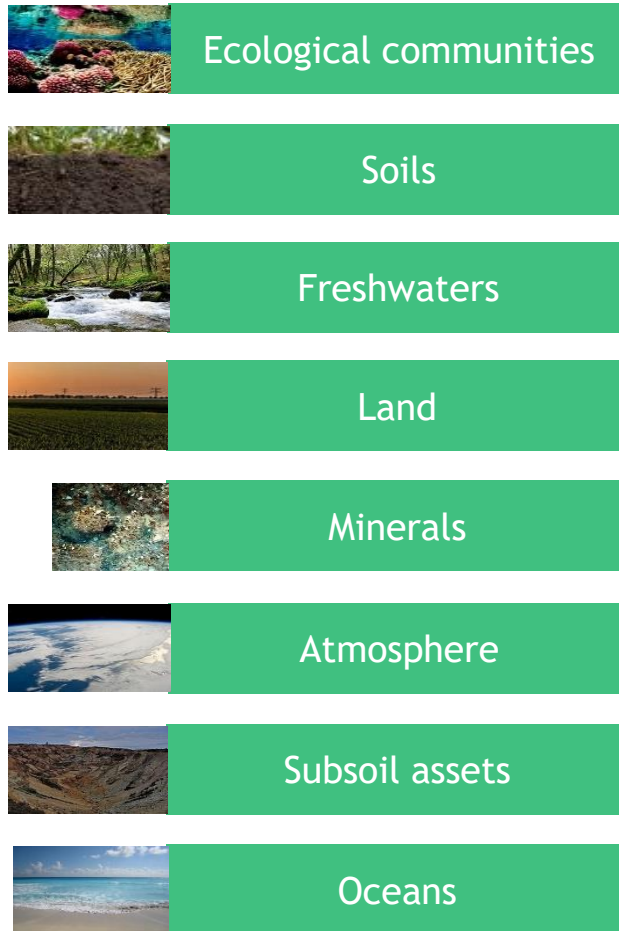 Ecological communities
Soils
Freshwaters
Land
Minerals
Atmosphere
Subsoil assets
Oceans